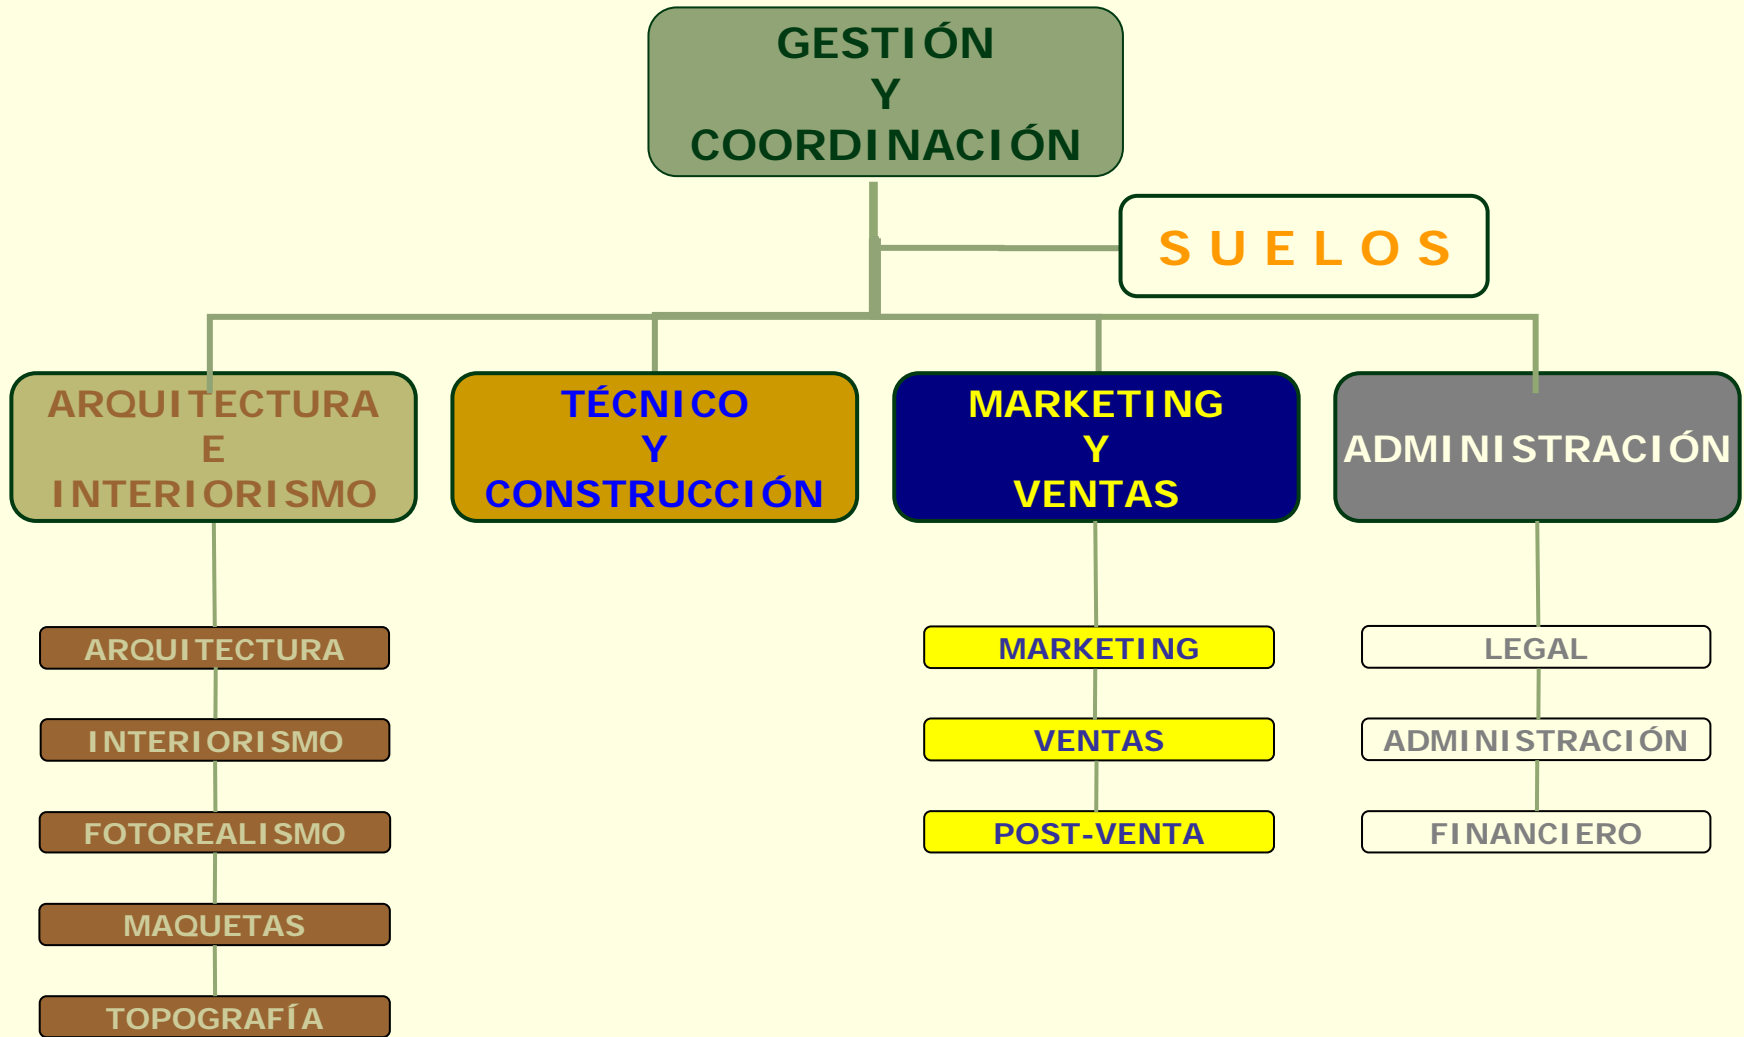 GESTIÓN
Y
COORDINACIÓN
S U E L O S
ARQUITECTURA
E
INTERIORISMO
TÉCNICO
Y
CONSTRUCCIÓN
MARKETING
Y
VENTAS
ADMINISTRACIÓN
ARQUITECTURA
INTERIORISMO
FOTOREALISMO
MAQUETAS
TOPOGRAFÍA
MARKETING
VENTAS
POST-VENTA
LEGAL
ADMINISTRACIÓN
FINANCIERO